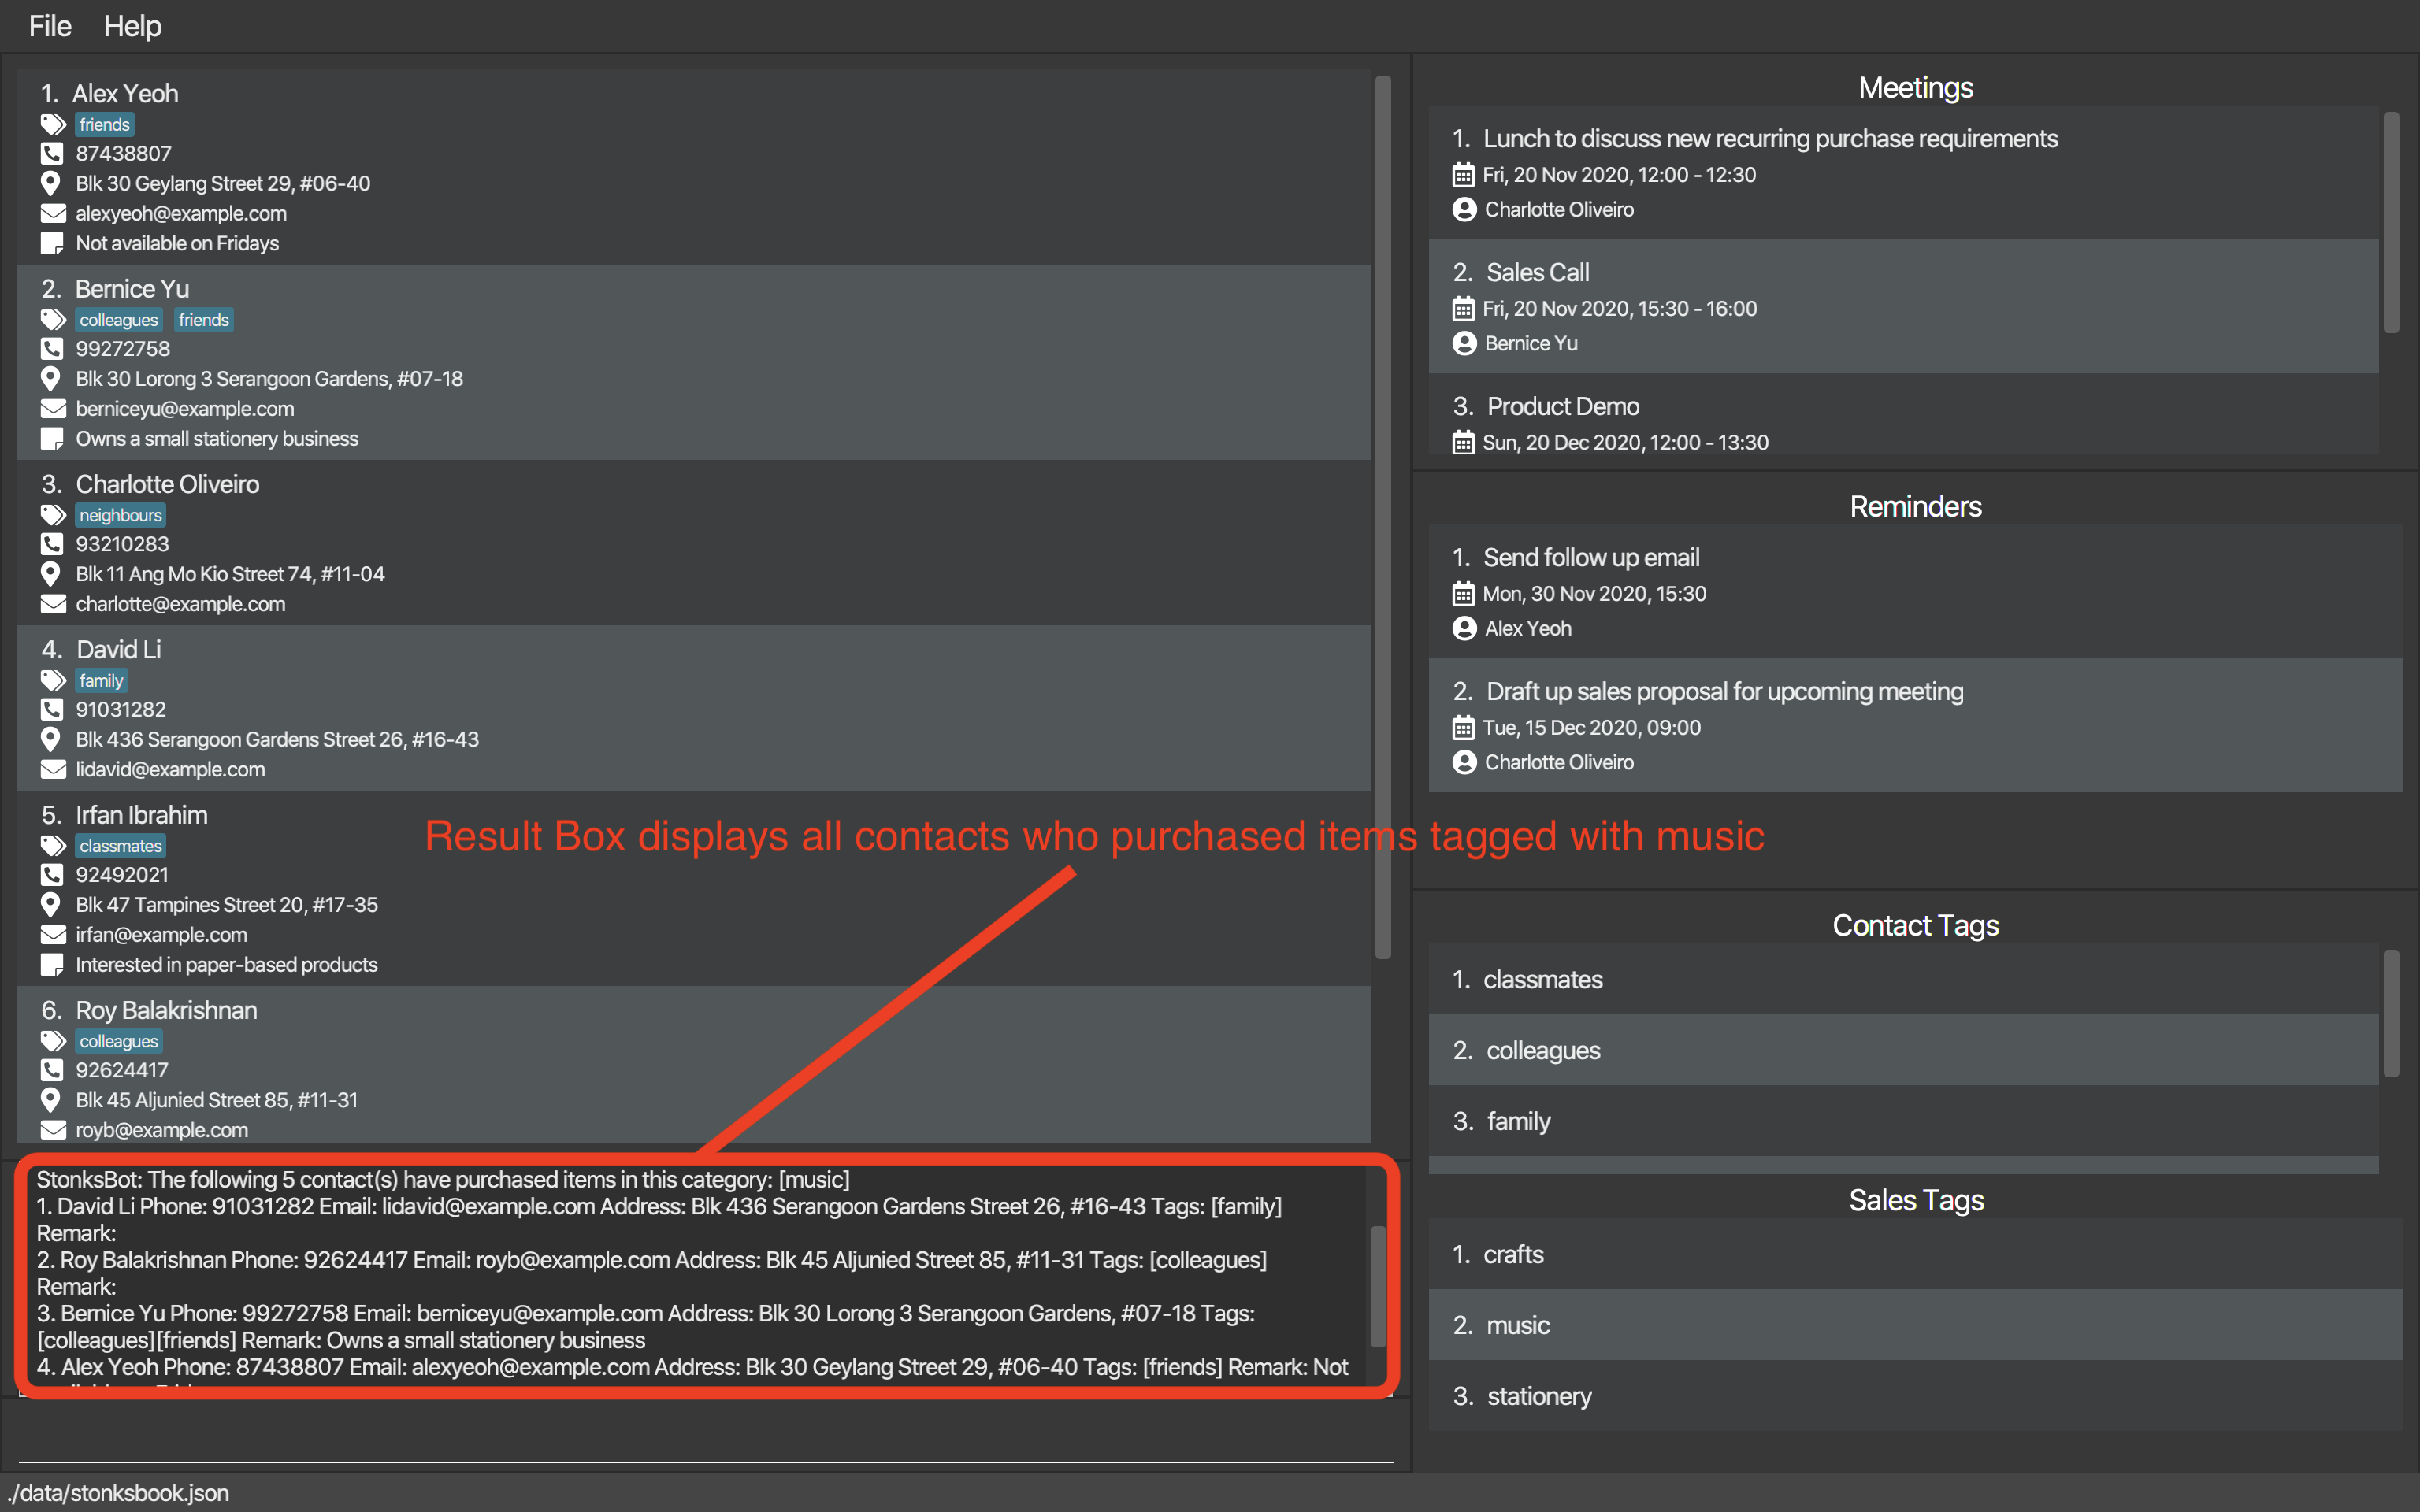 File Help
1. Alex Yeoh
friends
87438807
Blk 30 Geylang Street 29, #06-40
alexyeoh@example.com
Not available on Fridays
2. Bernice Yu
colleagues friends
99272758
Blk 30 Lorong 3 Serangoon Gardens, #07-18
berniceyu@example.com
Owns a small stationery business
3. Charlotte Oliveiro
neighbours
93210283
Blk 11 Ang Mo Kio Street 74, #11-04
charlotte@example.com
4. David Li
family
91031282
Blk 436 Serangoon Gardens Street 26, #16-43
lidavid@example.com
5. Irfan Ibrahim
classmates
92492021
Blk 47 Tampines Street 20, #17-35
irfan@example.com
Interested in paper-based products
6. Roy Balakrishnan
colleagues
92624417
Blk 45 Aljunied Street 85, #11-31
royb@example.com
Result Box displays all contacts who purchased items tagged with music
StonksBot: The following 5 contact(s) have purchased items in this category: [music]
1. David Li Phone: 91031282 Email: lidavid@example.com Address: Blk 436 Serangoon Gardens Street 26, #16-43 Tags: [family]
Remark:
2. Roy Balakrishnan Phone: 92624417 Email: royb@example.com Address: Blk 45 Aljunied Street 85, #11-31 Tags: [colleagues]
Remark:
3. Bernice Yu Phone: 99272758 Email: berniceyu@example.com Address: Blk 30 Lorong 3 Serangoon Gardens, #07-18 Tags:
[colleagues][friends] Remark: Owns a small stationery business
4. Alex Yeoh Phone: 87438807 Email: alexyeoh@example.com Address: Blk 30 Geylang Street 29, #06-40 Tags: [friends] Remark: Not
./data/stonksbook.json
Meetings
1. Lunch to discuss new recurring purchase requirements
Fri, 20 Nov 2020, 12:00 - 12:30
Charlotte Oliveiro
2. Sales Call
Fri, 20 Nov 2020, 15:30 - 16:00
Bernice Yu
3. Product Demo
Sun, 20 Dec 2020, 12:00 - 13:30
Reminders
1. Send follow up email
Mon, 30 Nov 2020, 15:30
Alex Yeoh
2. Draft up sales proposal for upcoming meeting
Tue, 15 Dec 2020, 09:00
Charlotte Oliveiro
Contact Tags
1. classmates
2. colleagues
3. family
Sales Tags
1. crafts
2. music
3. stationery